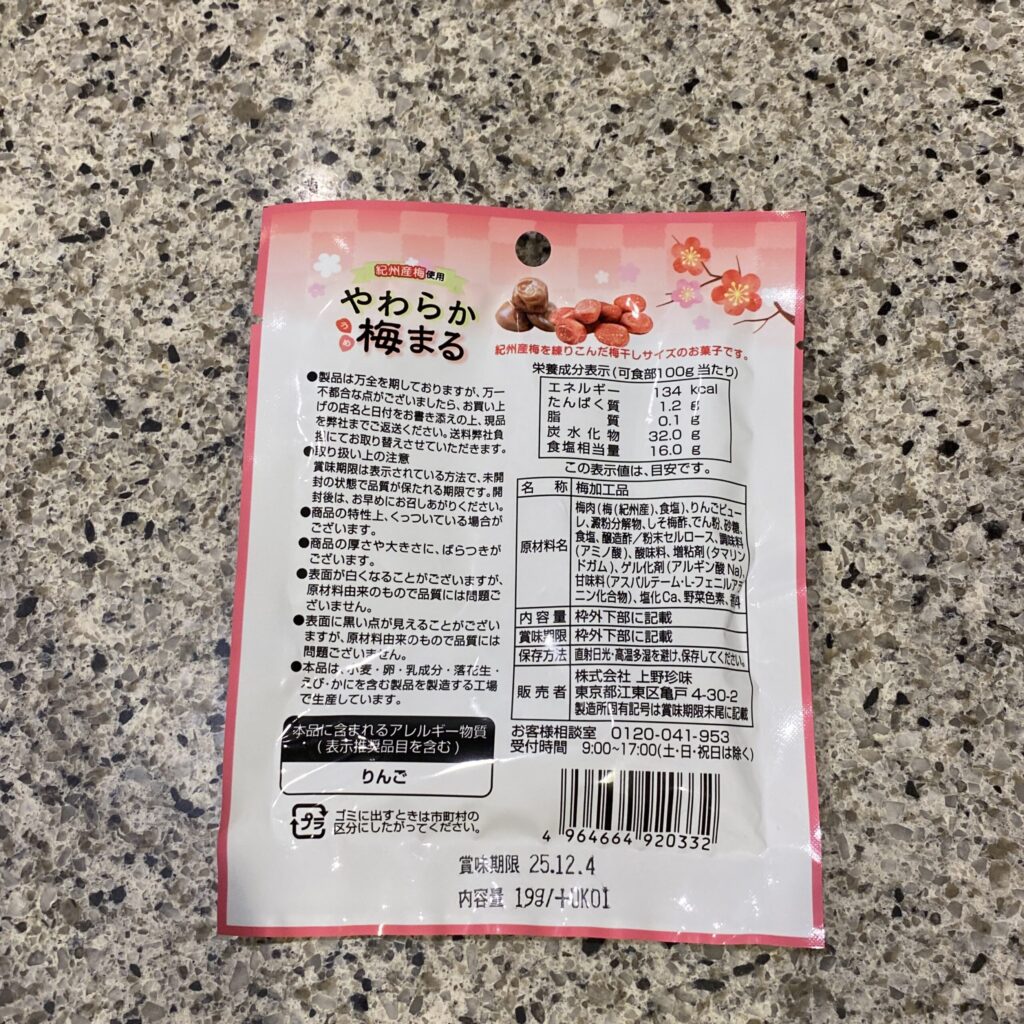 紀州産梅使用
やわらか
うめ
梅まる
紀州産梅を練りこんだ梅干しサイズのお菓子です。
●製品は万全を期しておりますが、万一
不都合な点がございましたら、お買い上
げの店名と日付をお書き添えの上、現品
を弊社までご返送ください。送料弊社負
担にてお取り替えさせていただきます。
●取り扱い上の注意
賞味期限は表示されている方法で、未開
封の状態で品質が保たれる期限です。開
封後は、お早めにお召しあがりください。
●商品の特性上、くっついている場合が
ございます。
●商品の厚さや大きさに、ばらつきが
ございます。
●表面が白くなることがございますが、
原材料由来のもので品質には問題ご
ざいません。
●表面に黒い点が見えることがござい
ますが、原材料由来のもので品質には
問題ございません。
●本品は、小麦・卵・乳成分・落花生・
えび・かにを含む製品を製造する工場
で生産しています。
本品に含まれるアレルギー物質
(表示推奨品目を含む)
りんご
プラ
ゴミに出すときは市町村の
区分にしたがってください。
栄養成分表示(可食部100g当たり)
エネルギー 134 kcal
たんぱく質 1.2 g
脂質 0.1 g
炭水化物 32.0 g
食塩相当量 16.0 g
この表示値は、目安です。
名称 梅加工品
原材料名 梅肉(梅(紀州産)、食塩)、りんごピュー
レ、澱粉分解物、しそ梅酢、でん粉、砂糖、
食塩、醸造酢/粉末セルロース、調味料
(アミノ酸)、酸味料、増粘剤(タマリン
ドガム)、ゲル化剤(アルギン酸Na)、
甘味料(アスパルテーム・L-フェニルアラ
ニン化合物)、塩化Ca、野菜色素、香料
内容量 枠外下部に記載
賞味期限 枠外下部に記載
保存方法 直射日光・高温多湿を避け、保存してください。
販売者 株式会社 上野珍味
東京都江東区亀戸4-30-2
製造所固有記号は賞味期限末尾に記載
お客様相談室 0120-041-953
受付時間 9:00~17:00(土・日・祝日は除く)
4 964664 920332
賞味期限 25.12.4
内容量 19g/+UK01